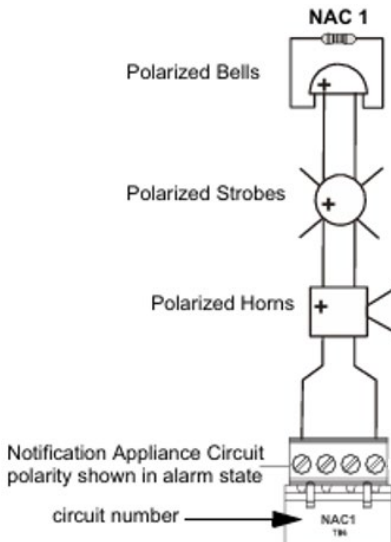 NAC 1
Polarized Bells
+
Polarized Strobes
+
Polarized Horns
+
Notification Appliance Circuit
polarity shown in alarm state
circuit number
NAC1
TB4